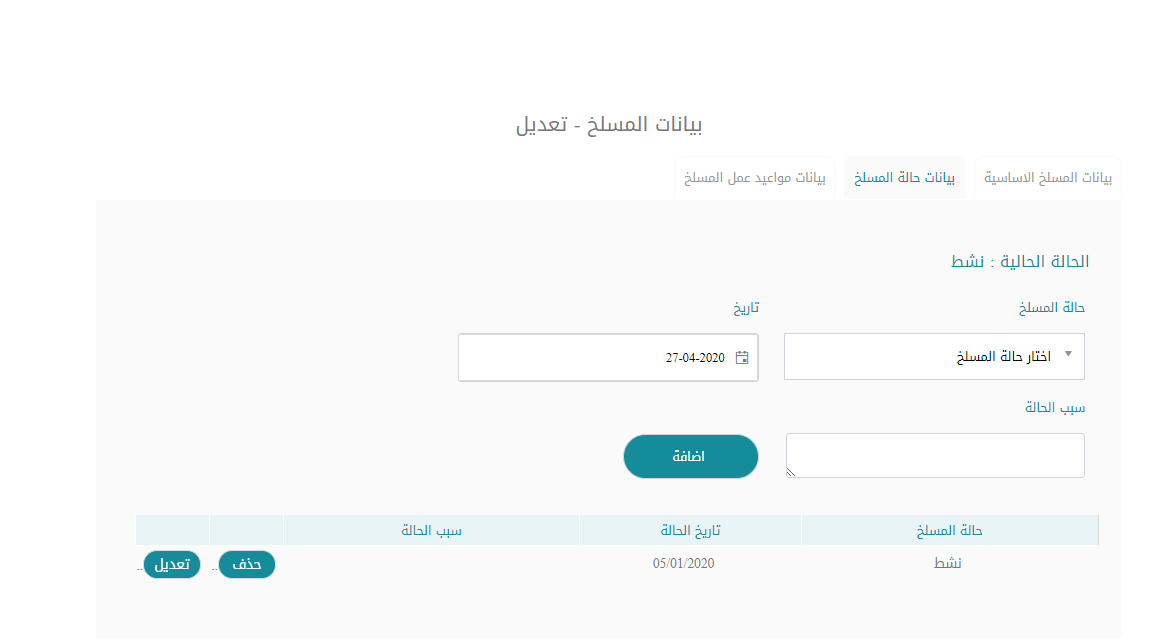 بيانات المسلخ - تعديل
بيانات المسلخ الاساسية
بيانات حالة المسلخ
بيانات مواعيد عمل المسلخ
الحالة الحالية : نشط
حالة المسلخ
تاريخ
اختار حالة المسلخ
27-04-2020
سبب الحالة
اضافة
حالة المسلخ تاريخ الحالة سبب الحالة
نشط 05/01/2020 حذف .. تعديل ..